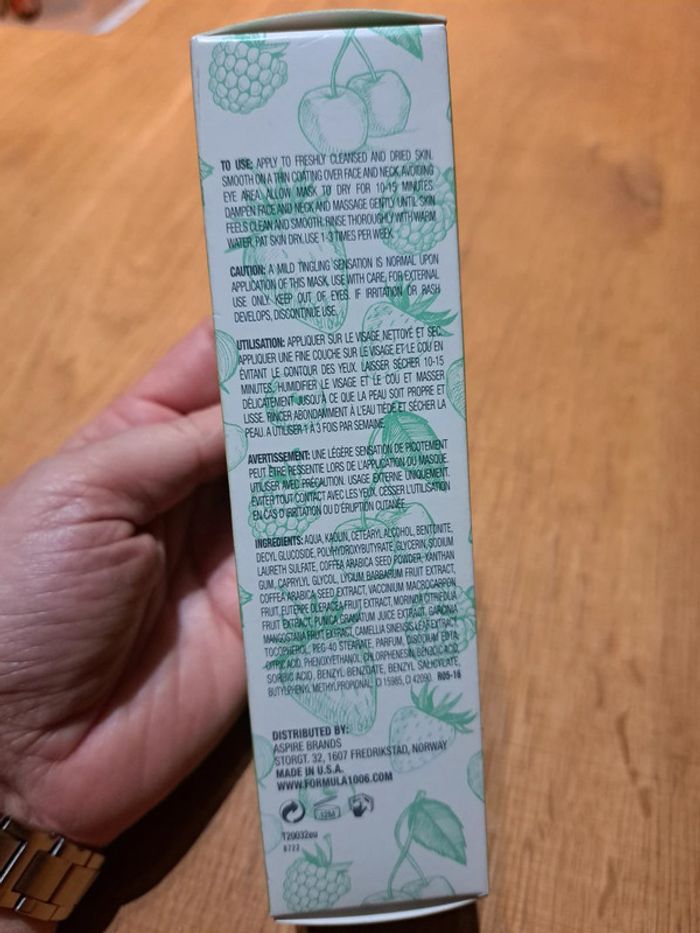 TO USE: APPLY TO FRESHLY CLEANSED AND DRIED SKIN.
SMOOTH ON A THIN COATING OVER FACE AND NECK AVOIDING
EYE AREA. ALLOW MASK TO DRY FOR 10-15 MINUTES.
DAMPEN FACE AND NECK AND MASSAGE GENTLY UNTIL SKIN
FEELS CLEAN AND SMOOTH. RINSE THOROUGHLY WITH WARM
WATER. PAT SKIN DRY. USE 1-3 TIMES PER WEEK.
CAUTION: A MILD TINGLING SENSATION IS NORMAL UPON
APPLICATION OF THIS MASK. USE WITH CARE, FOR EXTERNAL
USE ONLY. KEEP OUT OF EYES. IF IRRITATION OR RASH
DEVELOPS, DISCONTINUE USE.
UTILISATION: APPLIQUER SUR LE VISAGE NETTOYÉ ET SEC.
APPLIQUER UNE FINE COUCHE SUR LE VISAGE ET LE COU EN
ÉVITANT LE CONTOUR DES YEUX. LAISSER SÉCHER 10-15
MINUTES. HUMIDIFIER LE VISAGE ET LE COU ET MASSER
DÉLICATEMENT JUSQU'À CE QUE LA PEAU SOIT PROPRE ET
LISSE. RINCER ABONDAMMENT À L'EAU TIÈDE ET SÉCHER LA
PEAU. A UTILISER 1 À 3 FOIS PAR SEMAINE.
AVERTISSEMENT: UNE LÉGÈRE SENSATION DE PICOTEMENT
PEUT ÊTRE RESSENTIE LORS DE L'APPLICATION DU MASQUE.
UTILISER AVEC PRÉCAUTION. USAGE EXTERNE UNIQUEMENT.
ÉVITER TOUT CONTACT AVEC LES YEUX. CESSER L'UTILISATION
EN CAS D'IRRITATION OU D'ÉRUPTION CUTANÉE.
INGREDIENTS: AQUA, KAOLIN, CETEARYL ALCOHOL, BENTONITE,
DECYL GLUCOSIDE, POLYHYDROXYBUTYRATE, GLYCERIN, SODIUM
LAURETH SULFATE, COFFEA ARABICA SEED POWDER, XANTHAN
GUM, CAPRYLYL GLYCOL, LYCIUM BARBARUM FRUIT EXTRACT,
COFFEA ARABICA SEED EXTRACT, VACCINIUM MACROCARPON
FRUIT, EUTERPE OLERACEA FRUIT EXTRACT, MORINDA CITRIFOLIA
FRUIT EXTRACT, PUNICA GRANATUM JUICE EXTRACT, GARCINIA
MANGOSTANA FRUIT EXTRACT, CAMELLIA SINENSIS LEAF EXTRACT,
TOCOPHEROL, PEG-40 STEARATE, PARFUM, DISODIUM EDTA,
CITRIC ACID, PHENOXYETHANOL, CHLORPHENESIN, BENZOIC ACID,
SORBIC ACID, BENZYL BENZOATE, BENZYL SALICYLATE,
BUTYLPHENYL METHYLPROPIONAL, CI 15985, CI 42090. R05-16
DISTRIBUTED BY:
ASPIRE BRANDS
STORGT. 32, 1607 FREDRIKSTAD, NORWAY
MADE IN U.S.A.
WWW.FORMULA1006.COM
12M
T20032eu